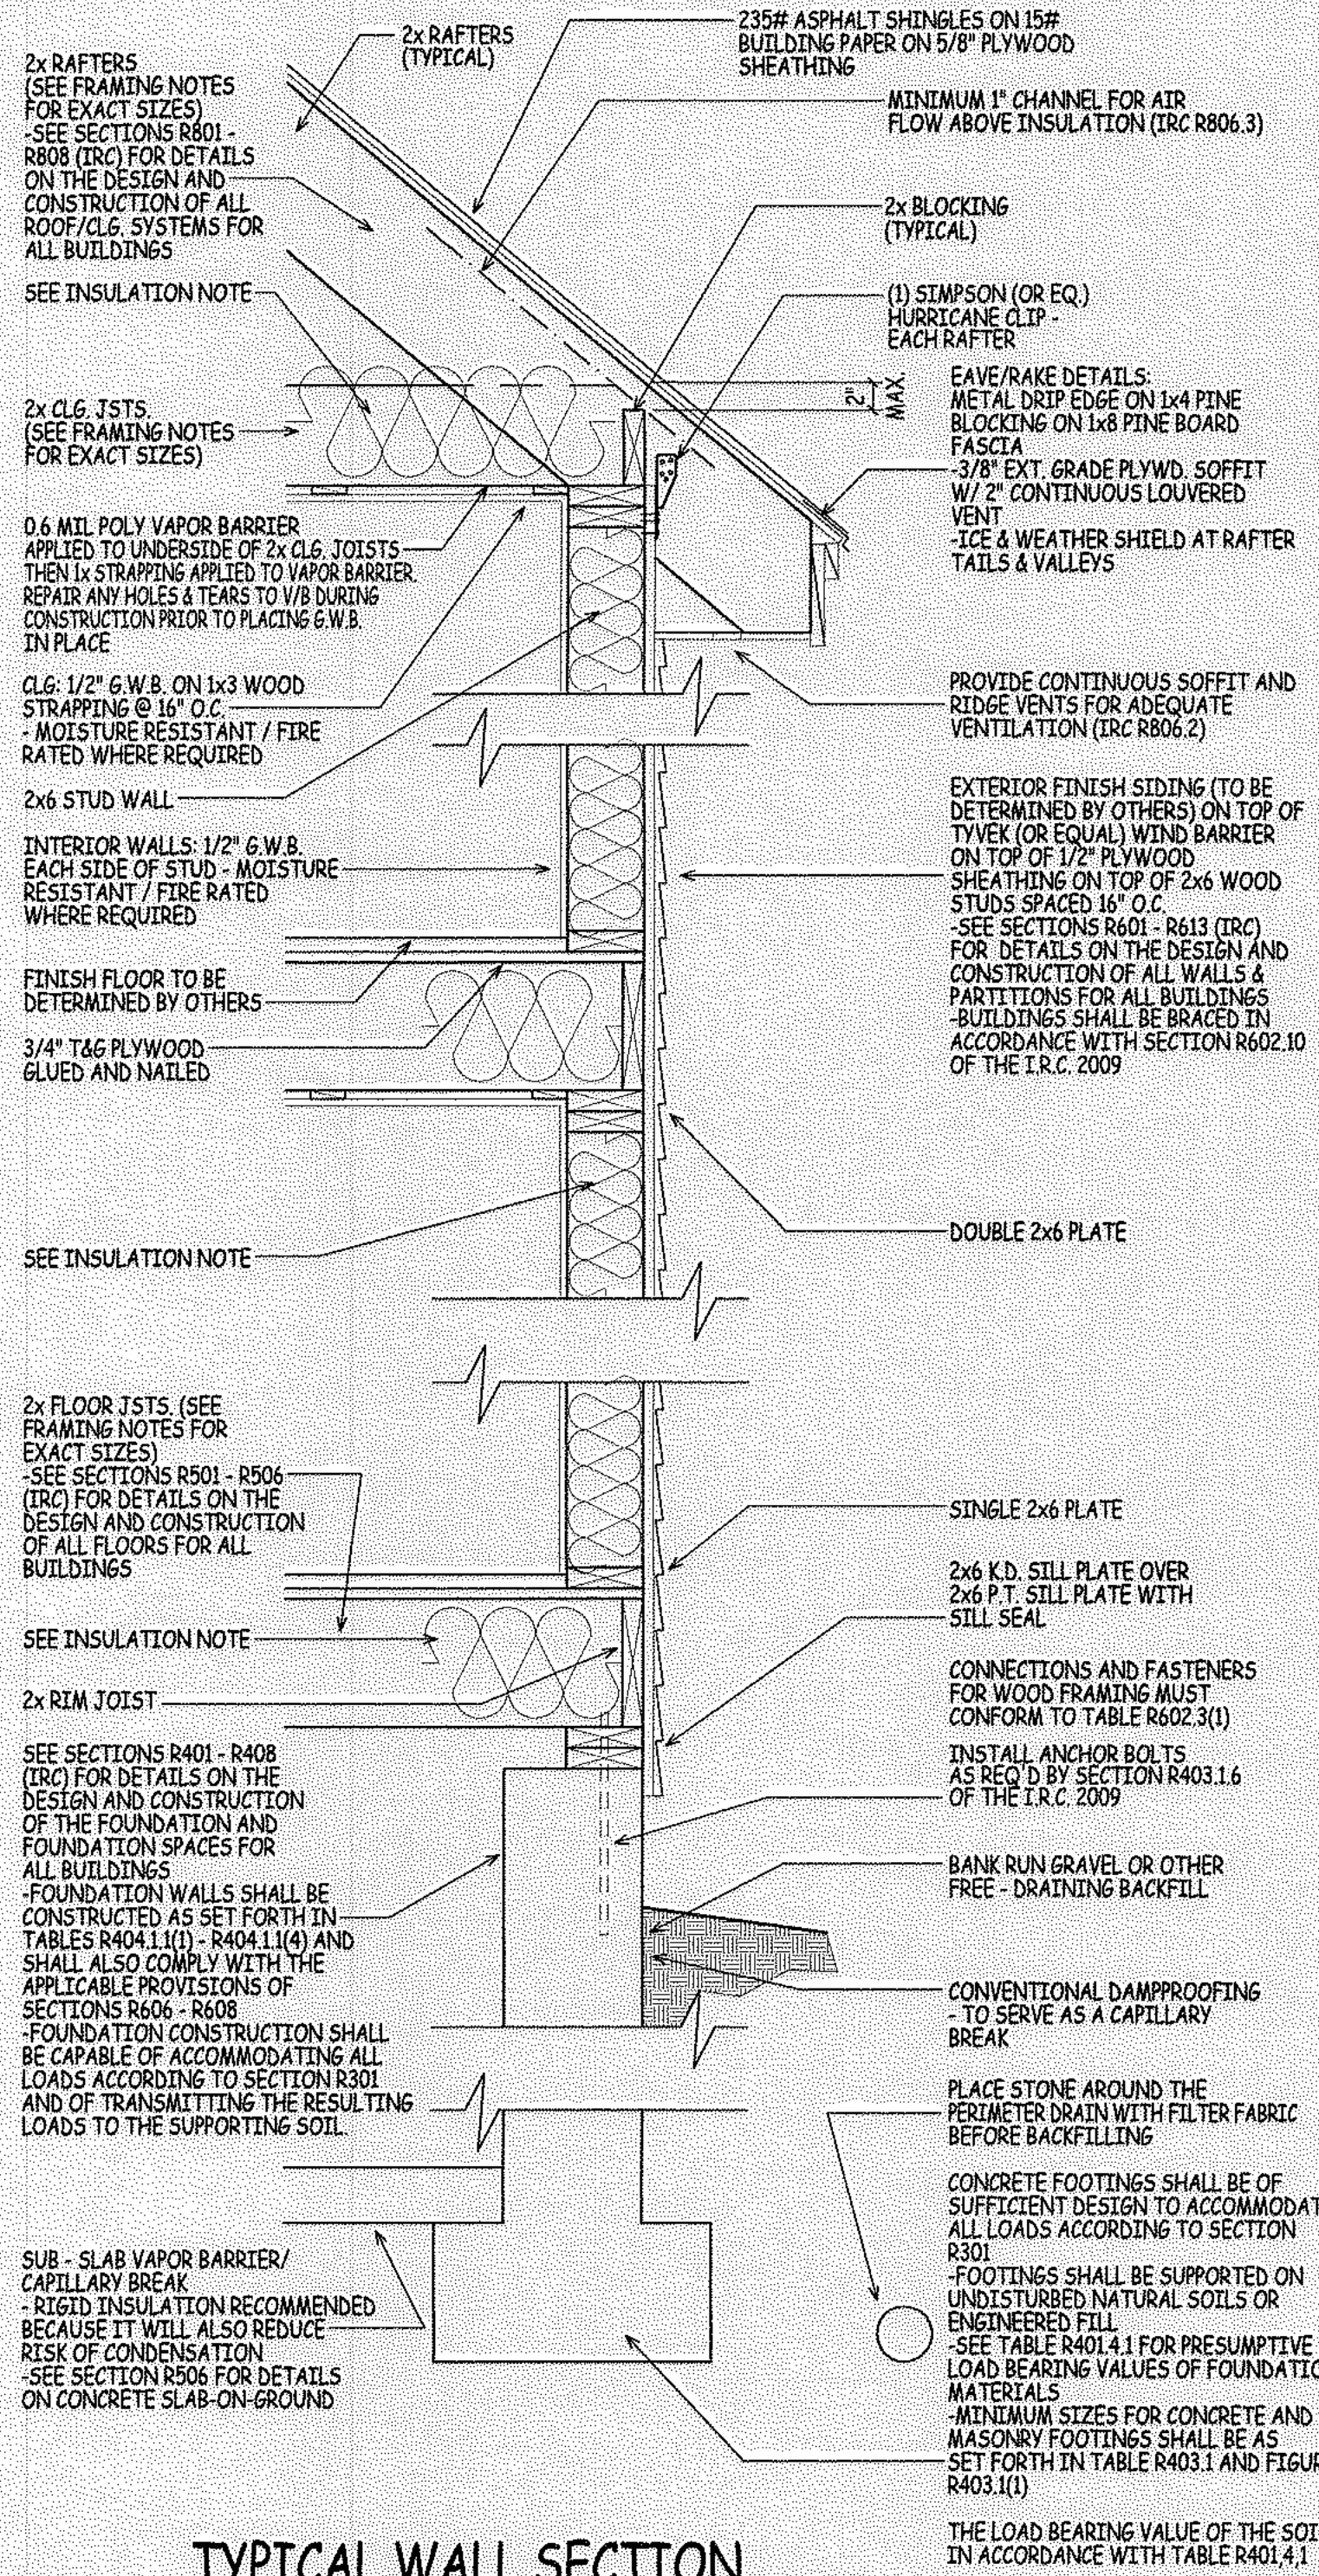 2x RAFTERS
(SEE FRAMING NOTES
FOR EXACT SIZES)
-SEE SECTIONS R801 -
R808 (IRC) FOR DETAILS
ON THE DESIGN AND
CONSTRUCTION OF ALL
ROOF/CLG. SYSTEMS FOR
ALL BUILDINGS
SEE INSULATION NOTE
2x CLG. JSTS.
(SEE FRAMING NOTES
FOR EXACT SIZES)
0.6 MIL POLY VAPOR BARRIER
APPLIED TO UNDERSIDE OF 2x CLG. JOISTS
THEN 1x STRAPPING APPLIED TO VAPOR BARRIER.
REPAIR ANY HOLES & TEARS TO V/B DURING
CONSTRUCTION PRIOR TO PLACING G.W.B.
IN PLACE
CLG: 1/2" G.W.B. ON 1x3 WOOD
STRAPPING @ 16" O.C.
- MOISTURE RESISTANT / FIRE
RATED WHERE REQUIRED
2x6 STUD WALL
INTERIOR WALLS: 1/2" G.W.B.
EACH SIDE OF STUD - MOISTURE
RESISTANT / FIRE RATED
WHERE REQUIRED
FINISH FLOOR TO BE
DETERMINED BY OTHERS
3/4" T&G PLYWOOD
GLUED AND NAILED
SEE INSULATION NOTE
2x FLOOR JSTS. (SEE
FRAMING NOTES FOR
EXACT SIZES)
-SEE SECTIONS R501 - R506
(IRC) FOR DETAILS ON THE
DESIGN AND CONSTRUCTION
OF ALL FLOORS FOR ALL
BUILDINGS
SEE INSULATION NOTE
2x RIM JOIST
SEE SECTIONS R401 - R408
(IRC) FOR DETAILS ON THE
DESIGN AND CONSTRUCTION
OF THE FOUNDATION AND
FOUNDATION SPACES FOR
ALL BUILDINGS
-FOUNDATION WALLS SHALL BE
CONSTRUCTED AS SET FORTH IN
TABLES R404.1.1(1) - R404.1.1(4) AND
SHALL ALSO COMPLY WITH THE
APPLICABLE PROVISIONS OF
SECTIONS R606 - R608
-FOUNDATION CONSTRUCTION SHALL
BE CAPABLE OF ACCOMMODATING ALL
LOADS ACCORDING TO SECTION R301
AND OF TRANSMITTING THE RESULTING
LOADS TO THE SUPPORTING SOIL.
SUB - SLAB VAPOR BARRIER/
CAPILLARY BREAK
- RIGID INSULATION RECOMMENDED
BECAUSE IT WILL ALSO REDUCE
RISK OF CONDENSATION
-SEE SECTION R506 FOR DETAILS
ON CONCRETE SLAB-ON-GROUND
2x RAFTERS
(TYPICAL)
235# ASPHALT SHINGLES ON 15#
BUILDING PAPER ON 5/8" PLYWOOD
SHEATHING
MINIMUM 1" CHANNEL FOR AIR
FLOW ABOVE INSULATION (IRC R806.3)
2x BLOCKING
(TYPICAL)
(1) SIMPSON (OR EQ.)
HURRICANE CLIP -
EACH RAFTER
2"
MAX.
EAVE/RAKE DETAILS:
METAL DRIP EDGE ON 1x4 PINE
BLOCKING ON 1x8 PINE BOARD
FASCIA
-3/8" EXT. GRADE PLYWD. SOFFIT
W/ 2" CONTINUOUS LOUVERED
VENT
-ICE & WEATHER SHIELD AT RAFTER
TAILS & VALLEYS
PROVIDE CONTINUOUS SOFFIT AND
RIDGE VENTS FOR ADEQUATE
VENTILATION (IRC R806.2)
EXTERIOR FINISH SIDING (TO BE
DETERMINED BY OTHERS) ON TOP OF
TYVEK (OR EQUAL) WIND BARRIER
ON TOP OF 1/2" PLYWOOD
SHEATHING ON TOP OF 2x6 WOOD
STUDS SPACED 16" O.C.
-SEE SECTIONS R601 - R613 (IRC)
FOR DETAILS ON THE DESIGN AND
CONSTRUCTION OF ALL WALLS &
PARTITIONS FOR ALL BUILDINGS
-BUILDINGS SHALL BE BRACED IN
ACCORDANCE WITH SECTION R602.10
OF THE I.R.C. 2009
DOUBLE 2x6 PLATE
SINGLE 2x6 PLATE
2x6 K.D. SILL PLATE OVER
2x6 P.T. SILL PLATE WITH
SILL SEAL
CONNECTIONS AND FASTENERS
FOR WOOD FRAMING MUST
CONFORM TO TABLE R602.3(1)
INSTALL ANCHOR BOLTS
AS REQ'D BY SECTION R403.1.6
OF THE I.R.C. 2009
BANK RUN GRAVEL OR OTHER
FREE - DRAINING BACKFILL
CONVENTIONAL DAMPPROOFING
- TO SERVE AS A CAPILLARY
BREAK
PLACE STONE AROUND THE
PERIMETER DRAIN WITH FILTER FABRIC
BEFORE BACKFILLING
CONCRETE FOOTINGS SHALL BE OF
SUFFICIENT DESIGN TO ACCOMMODAT
ALL LOADS ACCORDING TO SECTION
R301
-FOOTINGS SHALL BE SUPPORTED ON
UNDISTURBED NATURAL SOILS OR
ENGINEERED FILL
-SEE TABLE R401.4.1 FOR PRESUMPTIVE
LOAD BEARING VALUES OF FOUNDATIO
MATERIALS
-MINIMUM SIZES FOR CONCRETE AND
MASONRY FOOTINGS SHALL BE AS
SET FORTH IN TABLE R403.1 AND FIGUR
R403.1(1)
THE LOAD BEARING VALUE OF THE SOI
IN ACCORDANCE WITH TABLE R401.4.1
TYPICAL WALL SECTION